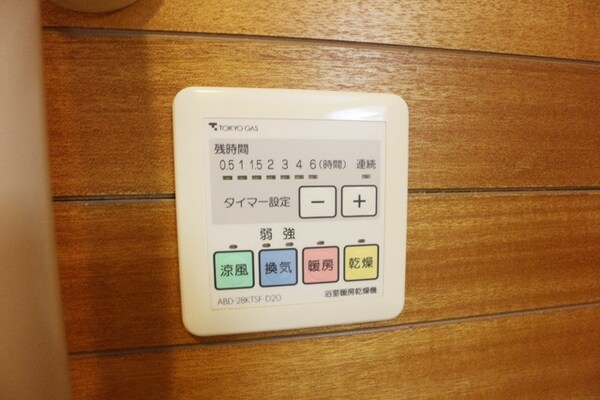 TOKYO GAS
残時間
0.5 1 1.5 2 3 4 6 (時間) 連続
タイマー設定 − +
弱 強
涼風 換気 暖房 乾燥
ABD-28KTSF-D20 浴室暖房乾燥機